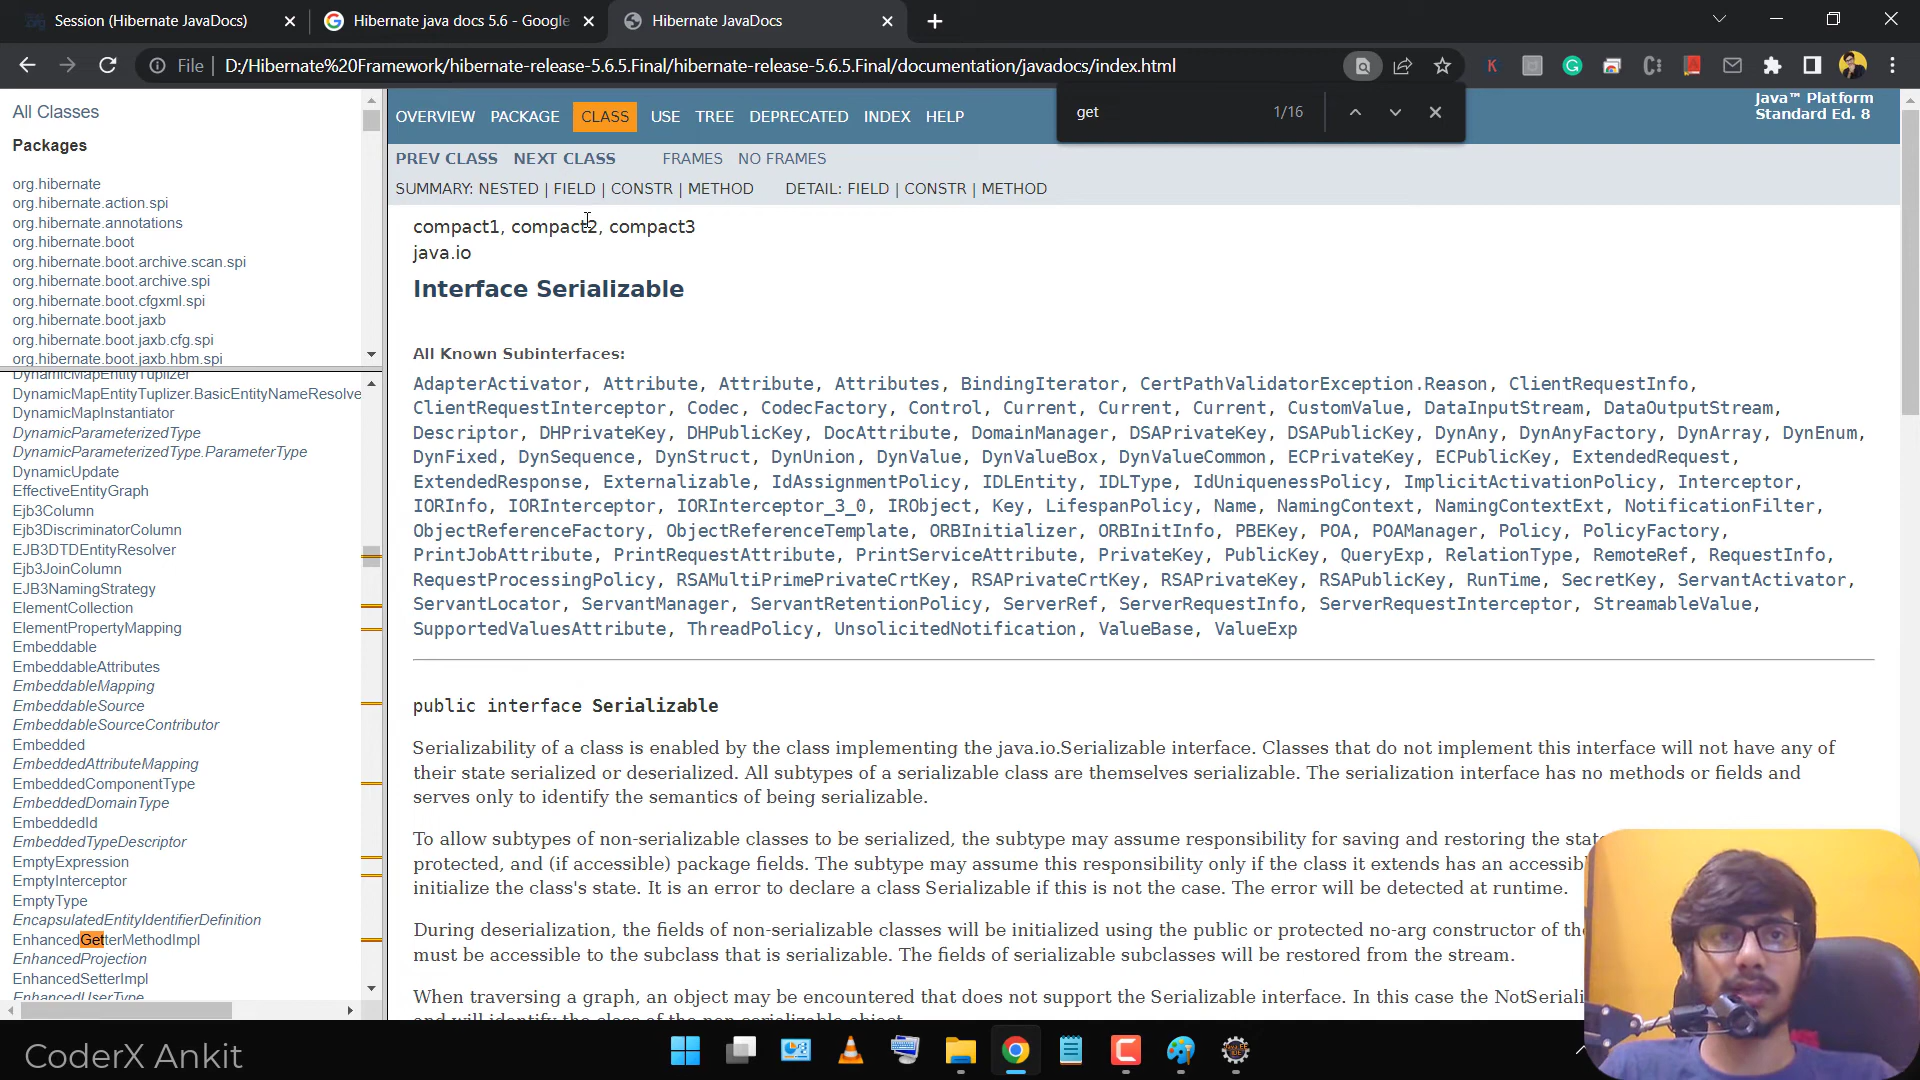 Session (Hibernate JavaDocs)
Hibernate java docs 5.6 - Google
Hibernate JavaDocs
File
D:/Hibernate%20Framework/hibernate-release-5.6.5.Final/hibernate-release-5.6.5.Final/documentation/javadocs/index.html
get
1/16
All Classes
Packages
org.hibernate
org.hibernate.action.spi
org.hibernate.annotations
org.hibernate.boot
org.hibernate.boot.archive.scan.spi
org.hibernate.boot.archive.spi
org.hibernate.boot.cfgxml.spi
org.hibernate.boot.jaxb
org.hibernate.boot.jaxb.cfg.spi
org.hibernate.boot.jaxb.hbm.spi
DynamicMapEntityTuplizer
DynamicMapEntityTuplizer.BasicEntityNameResolve
DynamicMapInstantiator
DynamicParameterizedType
DynamicParameterizedType.ParameterType
DynamicUpdate
EffectiveEntityGraph
Ejb3Column
Ejb3DiscriminatorColumn
EJB3DTDEntityResolver
Ejb3JoinColumn
EJB3NamingStrategy
ElementCollection
ElementPropertyMapping
Embeddable
EmbeddableAttributes
EmbeddableMapping
EmbeddableSource
EmbeddableSourceContributor
Embedded
EmbeddedAttributeMapping
EmbeddedComponentType
EmbeddedDomainType
EmbeddedId
EmbeddedTypeDescriptor
EmptyExpression
EmptyInterceptor
EmptyType
EncapsulatedEntityIdentifierDefinition
EnhancedGetterMethodImpl
EnhancedProjection
EnhancedSetterImpl
EnhancedUserType
OVERVIEW PACKAGE CLASS USE TREE DEPRECATED INDEX HELP
Java™ Platform
Standard Ed. 8
PREV CLASS NEXT CLASS FRAMES NO FRAMES
SUMMARY: NESTED | FIELD | CONSTR | METHOD DETAIL: FIELD | CONSTR | METHOD
compact1, compact2, compact3
java.io
Interface Serializable
All Known Subinterfaces:
AdapterActivator, Attribute, Attribute, Attributes, BindingIterator, CertPathValidatorException.Reason, ClientRequestInfo,
ClientRequestInterceptor, Codec, CodecFactory, Control, Current, Current, Current, CustomValue, DataInputStream, DataOutputStream,
Descriptor, DHPrivateKey, DHPublicKey, DocAttribute, DomainManager, DSAPrivateKey, DSAPublicKey, DynAny, DynAnyFactory, DynArray, DynEnum,
DynFixed, DynSequence, DynStruct, DynUnion, DynValue, DynValueBox, DynValueCommon, ECPrivateKey, ECPublicKey, ExtendedRequest,
ExtendedResponse, Externalizable, IdAssignmentPolicy, IDLEntity, IDLType, IdUniquenessPolicy, ImplicitActivationPolicy, Interceptor,
IORInfo, IORInterceptor, IORInterceptor_3_0, IRObject, Key, LifespanPolicy, Name, NamingContext, NamingContextExt, NotificationFilter,
ObjectReferenceFactory, ObjectReferenceTemplate, ORBInitializer, ORBInitInfo, PBEKey, POA, POAManager, Policy, PolicyFactory,
PrintJobAttribute, PrintRequestAttribute, PrintServiceAttribute, PrivateKey, PublicKey, QueryExp, RelationType, RemoteRef, RequestInfo,
RequestProcessingPolicy, RSAMultiPrimePrivateCrtKey, RSAPrivateCrtKey, RSAPrivateKey, RSAPublicKey, RunTime, SecretKey, ServantActivator,
ServantLocator, ServantManager, ServantRetentionPolicy, ServerRef, ServerRequestInfo, ServerRequestInterceptor, StreamableValue,
SupportedValuesAttribute, ThreadPolicy, UnsolicitedNotification, ValueBase, ValueExp
public interface Serializable
Serializability of a class is enabled by the class implementing the java.io.Serializable interface. Classes that do not implement this interface will not have any of
their state serialized or deserialized. All subtypes of a serializable class are themselves serializable. The serialization interface has no methods or fields and
serves only to identify the semantics of being serializable.
To allow subtypes of non-serializable classes to be serialized, the subtype may assume responsibility for saving and restoring the stat
protected, and (if accessible) package fields. The subtype may assume this responsibility only if the class it extends has an accessib
initialize the class's state. It is an error to declare a class Serializable if this is not the case. The error will be detected at runtime.
During deserialization, the fields of non-serializable classes will be initialized using the public or protected no-arg constructor of th
must be accessible to the subclass that is serializable. The fields of serializable subclasses will be restored from the stream.
When traversing a graph, an object may be encountered that does not support the Serializable interface. In this case the NotSeriali
and will identify the class of the non-serializable object.
CoderX Ankit